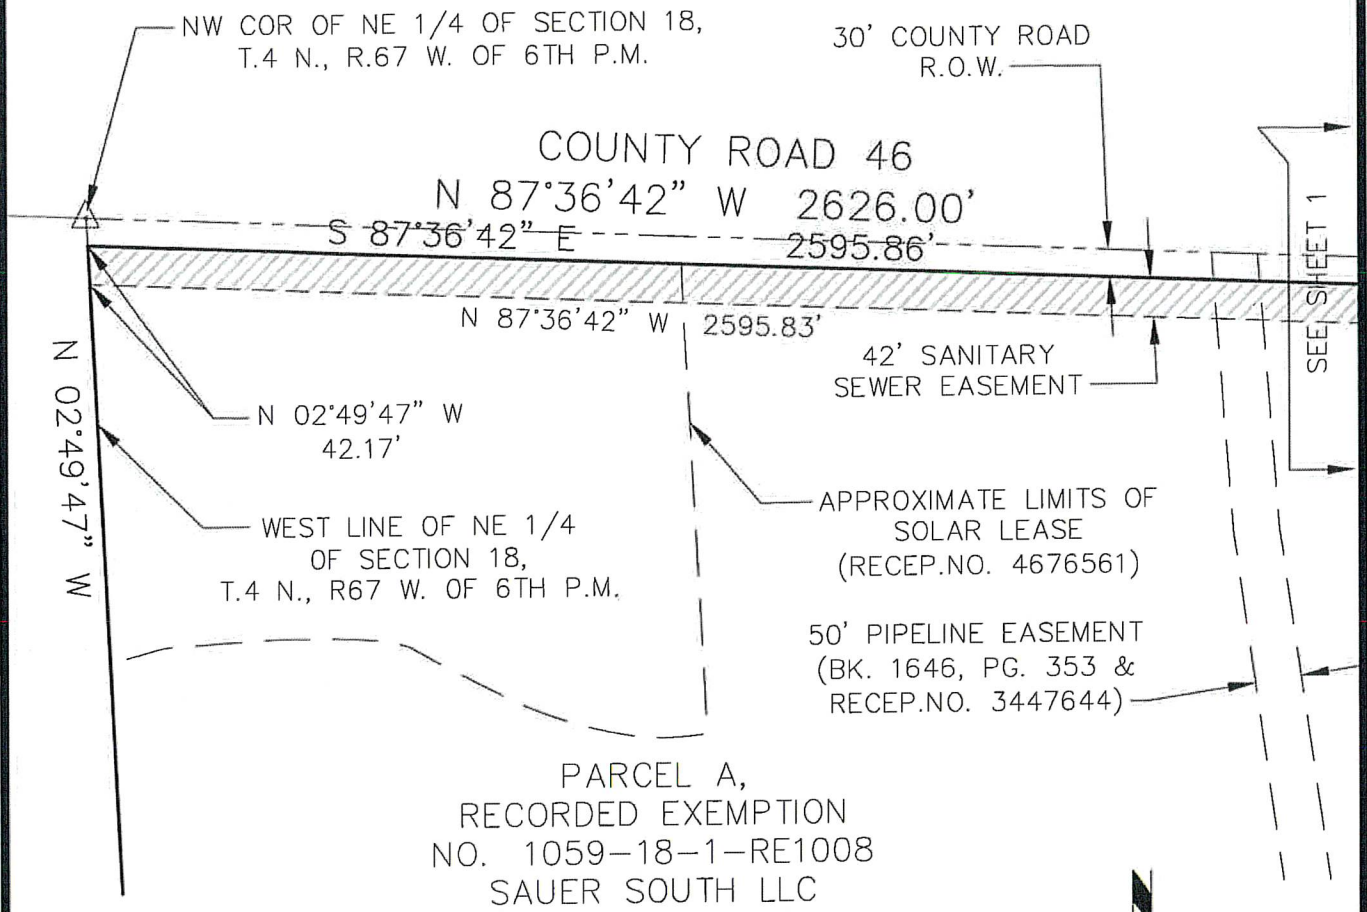 NW COR OF NE 1/4 OF SECTION 18,
T.4 N., R.67 W. OF 6TH P.M.
30' COUNTY ROAD
R.O.W.
COUNTY ROAD 46
N 87°36'42" W 2626.00'
S 87°36'42" E 2595.86'
N 87°36'42" W 2595.83'
SEE SHEET 1
42' SANITARY
SEWER EASEMENT
N 02°49'47" W
42.17'
N 02°49'47" W
WEST LINE OF NE 1/4
OF SECTION 18,
T.4 N., R67 W. OF 6TH P.M.
APPROXIMATE LIMITS OF
SOLAR LEASE
(RECEP.NO. 4676561)
50' PIPELINE EASEMENT
(BK. 1646, PG. 353 &
RECEP.NO. 3447644)
PARCEL A,
RECORDED EXEMPTION
NO. 1059-18-1-RE1008
SAUER SOUTH LLC